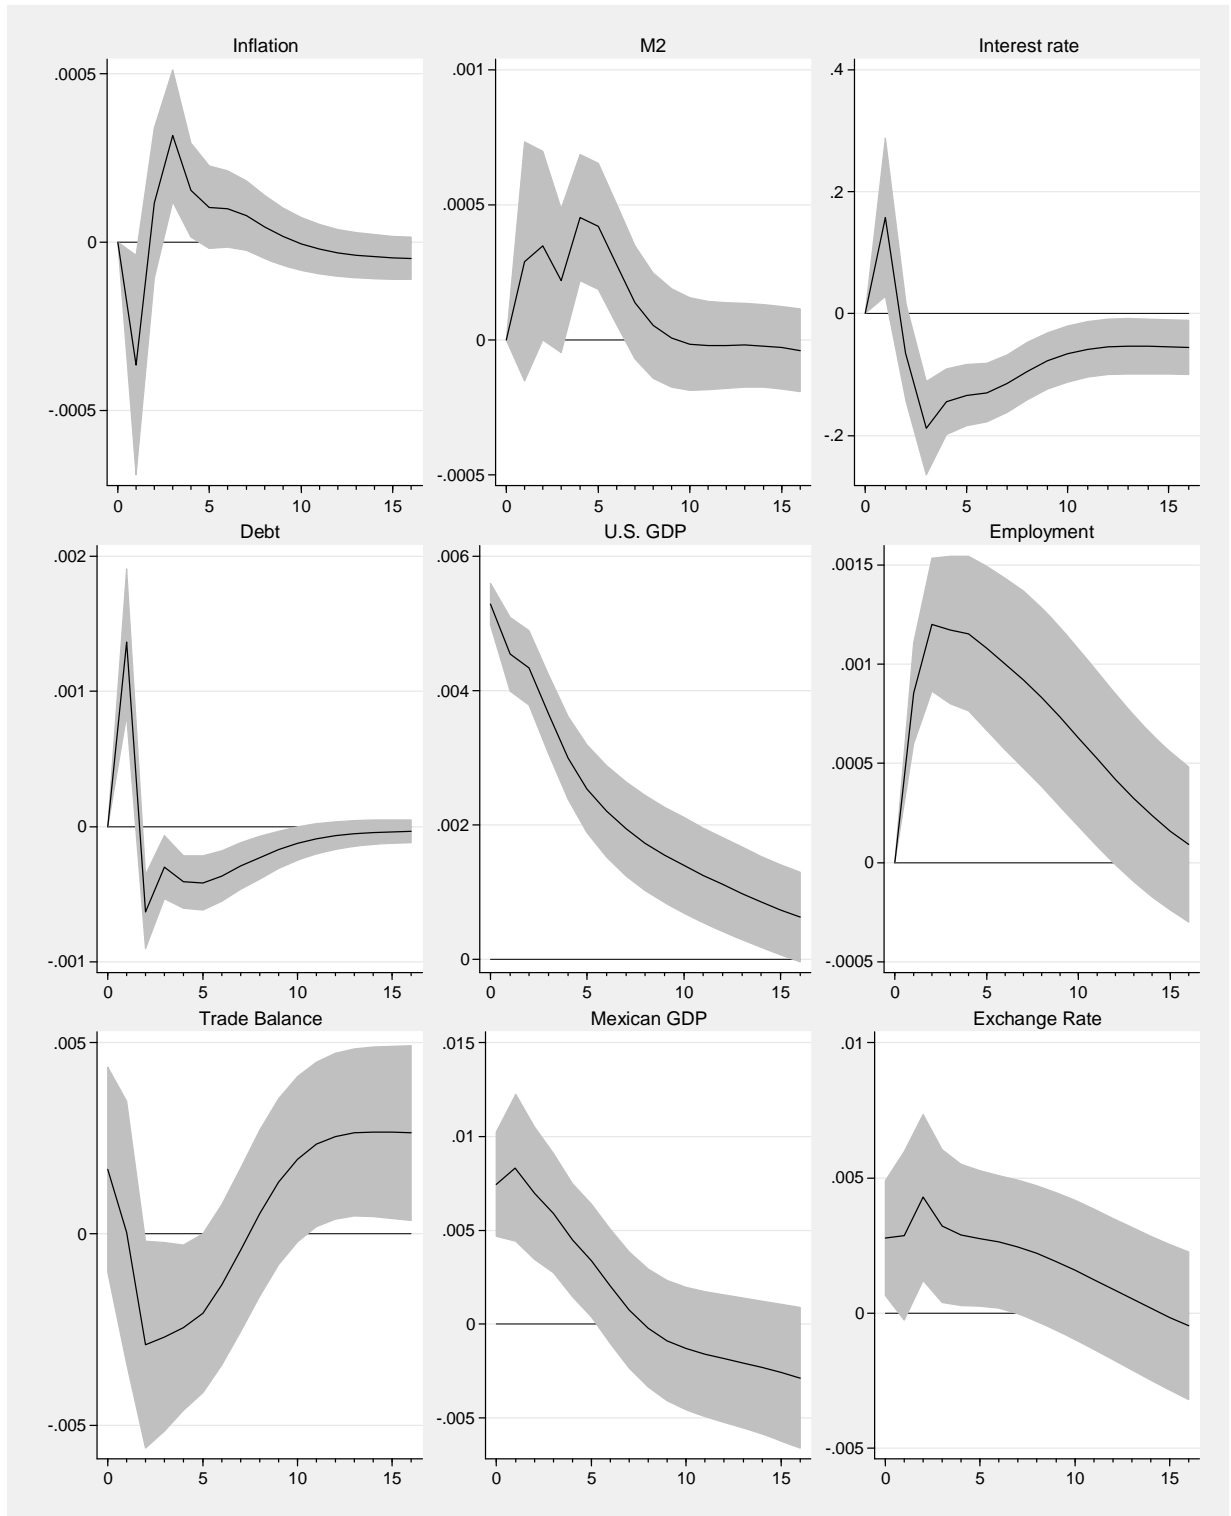 Inflation
.0005
0
-.0005
0 5 10 15
M2
.001
.0005
0
-.0005
0 5 10 15
Interest rate
.4
.2
0
-.2
0 5 10 15
Debt
.002
.001
0
-.001
0 5 10 15
U.S. GDP
.006
.004
.002
0
0 5 10 15
Employment
.0015
.001
.0005
0
-.0005
0 5 10 15
Trade Balance
.005
0
-.005
0 5 10 15
Mexican GDP
.015
.01
.005
0
-.005
0 5 10 15
Exchange Rate
.01
.005
0
-.005
0 5 10 15